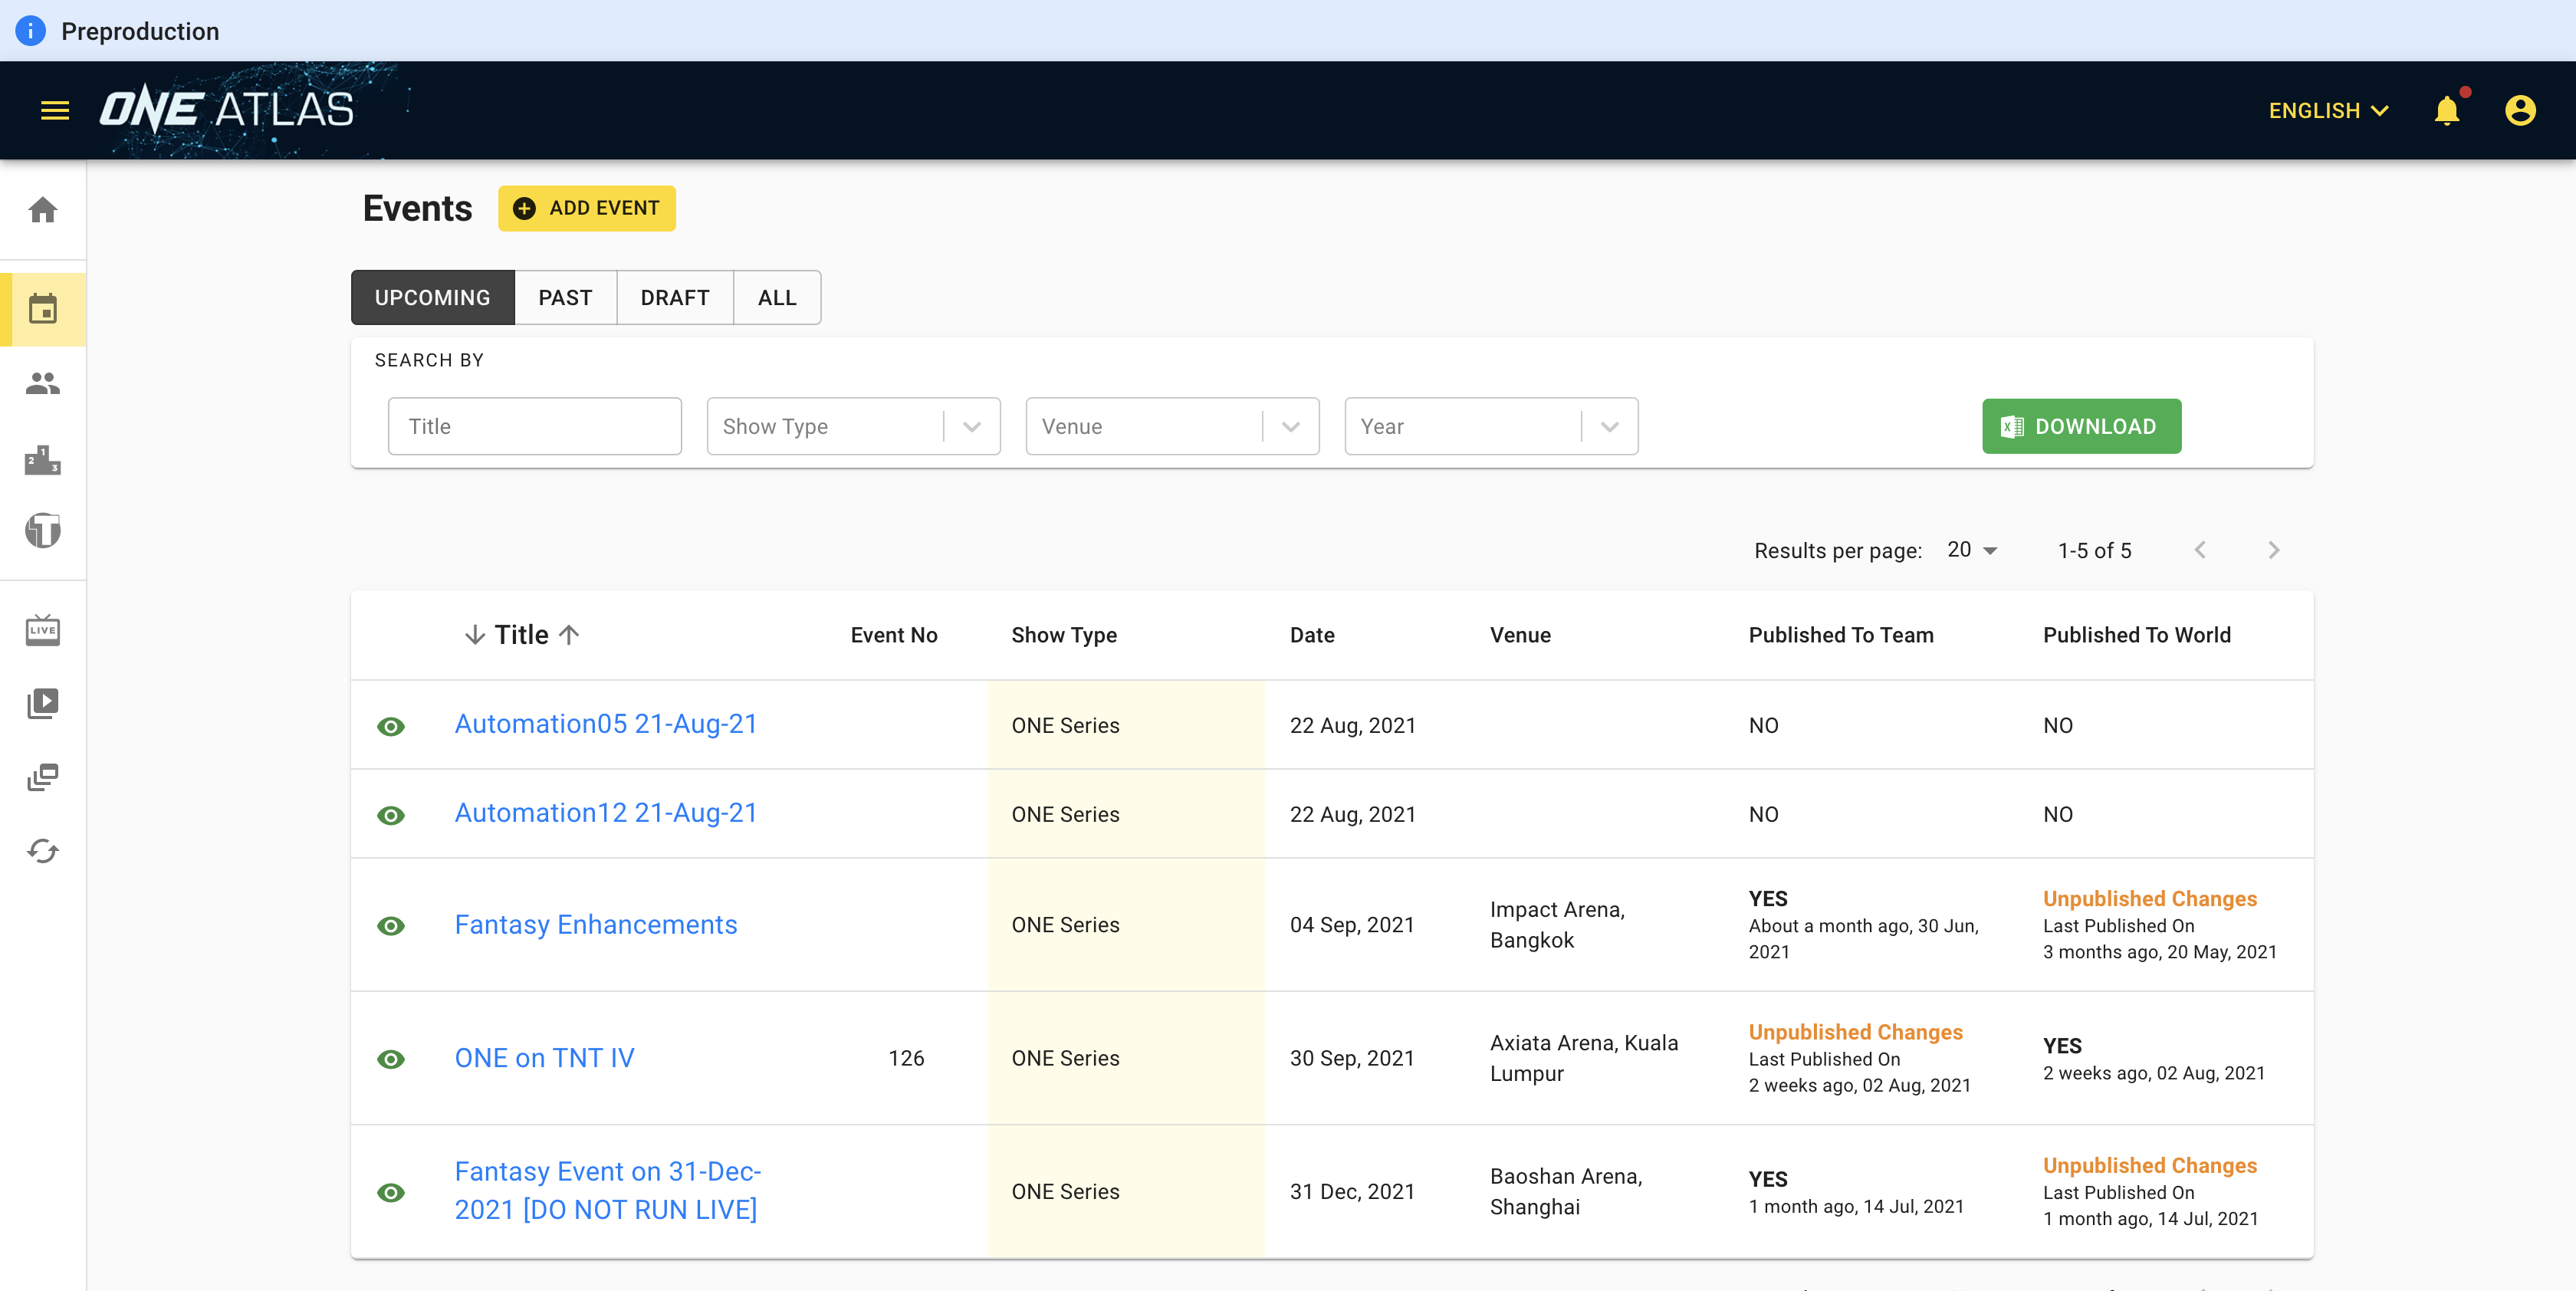 Preproduction
ONE ATLAS
ENGLISH
Events
ADD EVENT
UPCOMING
PAST
DRAFT
ALL
SEARCH BY
Title
Show Type
Venue
Year
DOWNLOAD
Results per page: 20
1-5 of 5
Title
Event No
Show Type
Date
Venue
Published To Team
Published To World
Automation05 21-Aug-21
ONE Series
22 Aug, 2021
NO
NO
Automation12 21-Aug-21
ONE Series
22 Aug, 2021
NO
NO
Fantasy Enhancements
ONE Series
04 Sep, 2021
Impact Arena,
Bangkok
YES
About a month ago, 30 Jun,
2021
Unpublished Changes
Last Published On
3 months ago, 20 May, 2021
ONE on TNT IV
126
ONE Series
30 Sep, 2021
Axiata Arena, Kuala
Lumpur
Unpublished Changes
Last Published On
2 weeks ago, 02 Aug, 2021
YES
2 weeks ago, 02 Aug, 2021
Fantasy Event on 31-Dec-
2021 [DO NOT RUN LIVE]
ONE Series
31 Dec, 2021
Baoshan Arena,
Shanghai
YES
1 month ago, 14 Jul, 2021
Unpublished Changes
Last Published On
1 month ago, 14 Jul, 2021
2 1 3
LIVE